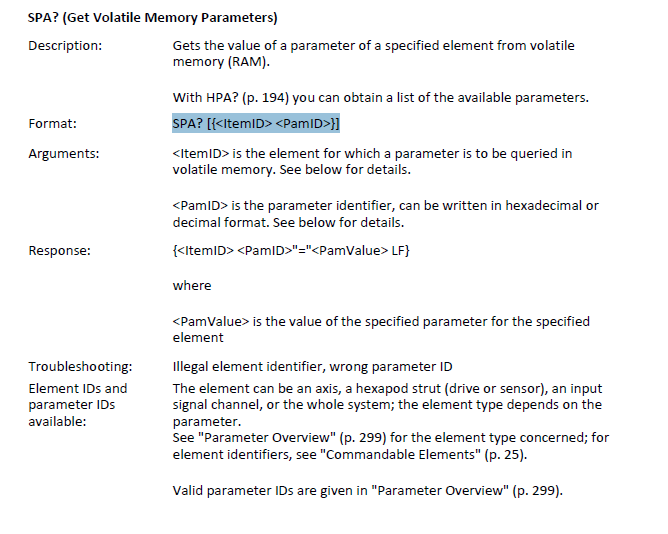 SPA? (Get Volatile Memory Parameters)
Description: Gets the value of a parameter of a specified element from volatile
memory (RAM).
With HPA? (p. 194) you can obtain a list of the available parameters.
Format: SPA? [{<ItemID> <PamID>}]
Arguments: <ItemID> is the element for which a parameter is to be queried in
volatile memory. See below for details.
<PamID> is the parameter identifier, can be written in hexadecimal or
decimal format. See below for details.
Response: {<ItemID> <PamID>"="<PamValue> LF}
where
<PamValue> is the value of the specified parameter for the specified
element
Troubleshooting: Illegal element identifier, wrong parameter ID
Element IDs and The element can be an axis, a hexapod strut (drive or sensor), an input
parameter IDs signal channel, or the whole system; the element type depends on the
available: parameter.
See "Parameter Overview" (p. 299) for the element type concerned; for
element identifiers, see "Commandable Elements" (p. 25).
Valid parameter IDs are given in "Parameter Overview" (p. 299).